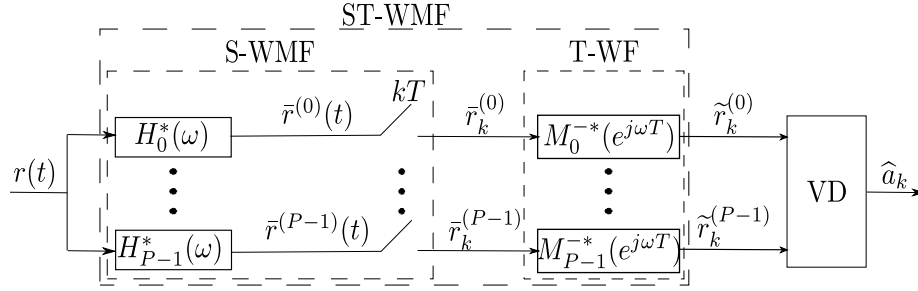 ST-WMF
S-WMF
T-WF
kT
r(t)
H_0^*(ω)
r̄^{(0)}(t)
r̄_k^{(0)}
M_0^{-*}(e^{jωT})
r̃_k^{(0)}
VD
â_k
H_{P-1}^*(ω)
r̄^{(P-1)}(t)
r̄_k^{(P-1)}
M_{P-1}^{-*}(e^{jωT})
r̃_k^{(P-1)}